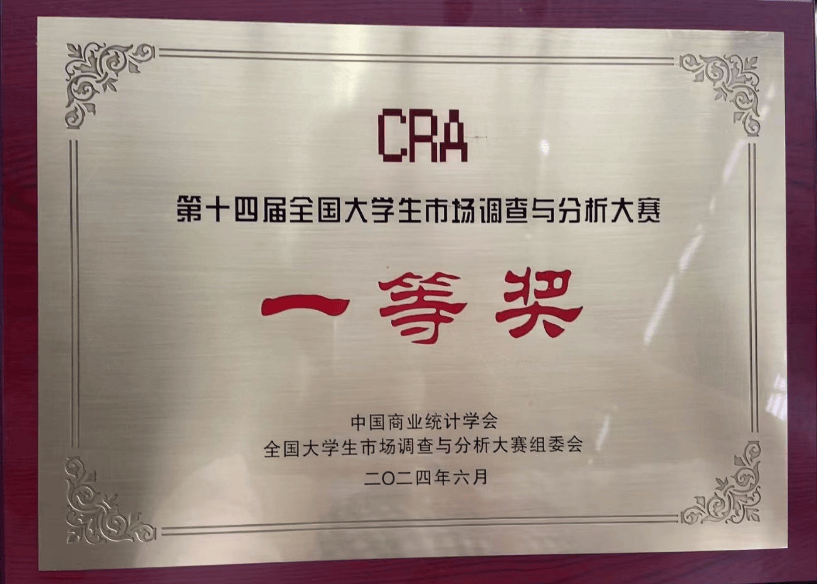 CRA
第十四届全国大学生市场调查与分析大赛
一等奖
中国商业统计学会
全国大学生市场调查与分析大赛组委会
二〇二四年六月